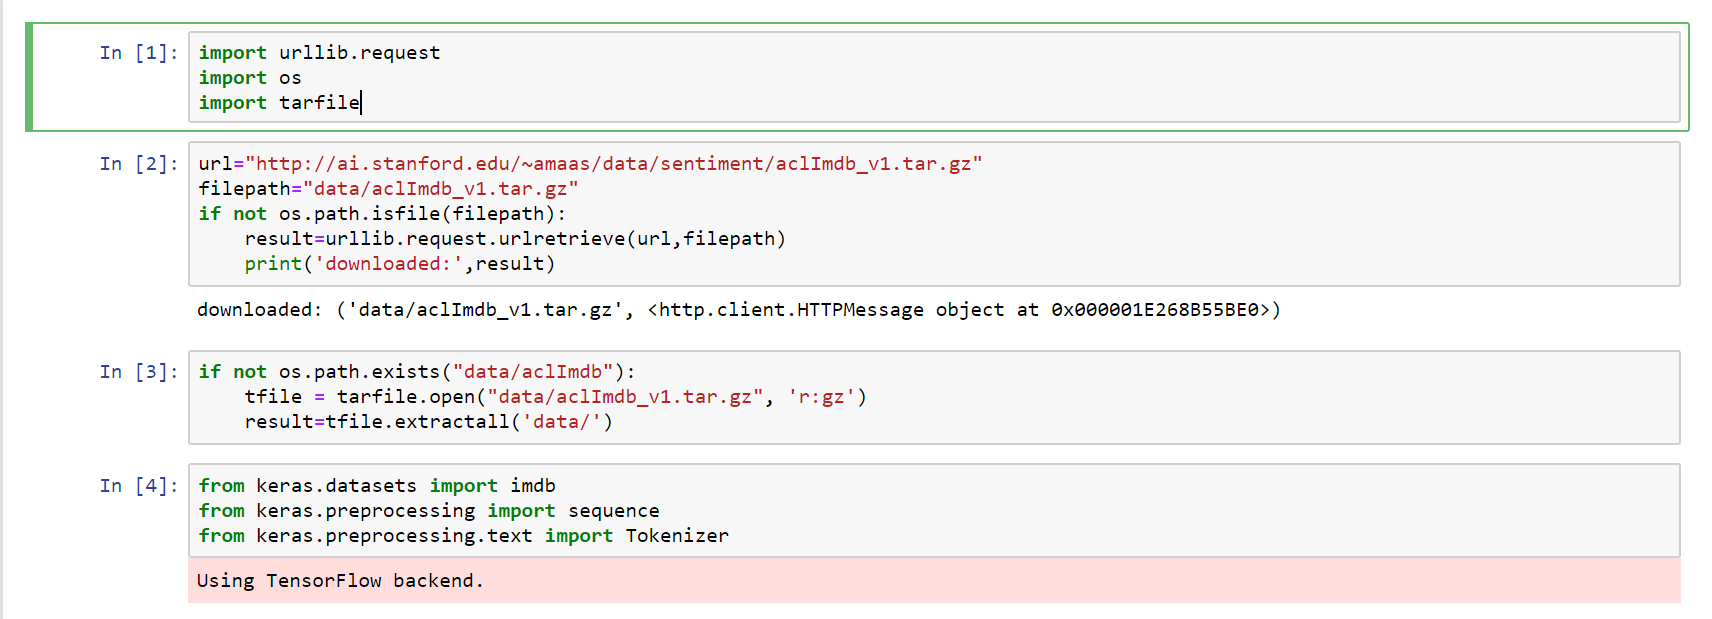 In [1]: import urllib.request
import os
import tarfile
In [2]: url="http://ai.stanford.edu/~amaas/data/sentiment/aclImdb_v1.tar.gz"
filepath="data/aclImdb_v1.tar.gz"
if not os.path.isfile(filepath):
    result=urllib.request.urlretrieve(url,filepath)
    print('downloaded:',result)
downloaded: ('data/aclImdb_v1.tar.gz', <http.client.HTTPMessage object at 0x000001E268B55BE0>)
In [3]: if not os.path.exists("data/aclImdb"):
    tfile = tarfile.open("data/aclImdb_v1.tar.gz", 'r:gz')
    result=tfile.extractall('data/')
In [4]: from keras.datasets import imdb
from keras.preprocessing import sequence
from keras.preprocessing.text import Tokenizer
Using TensorFlow backend.